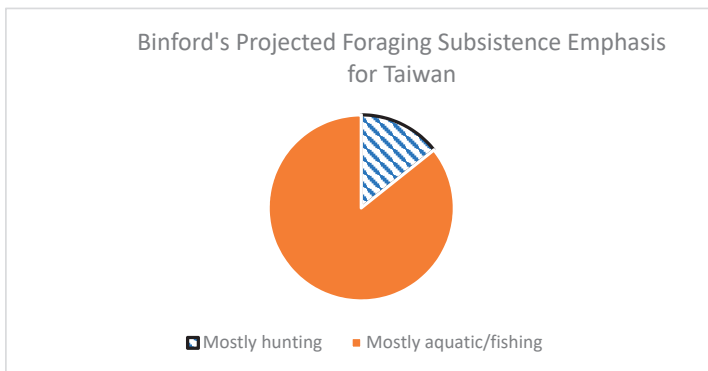 Binford's Projected Foraging Subsistence Emphasis
for Taiwan
Mostly hunting
Mostly aquatic/fishing